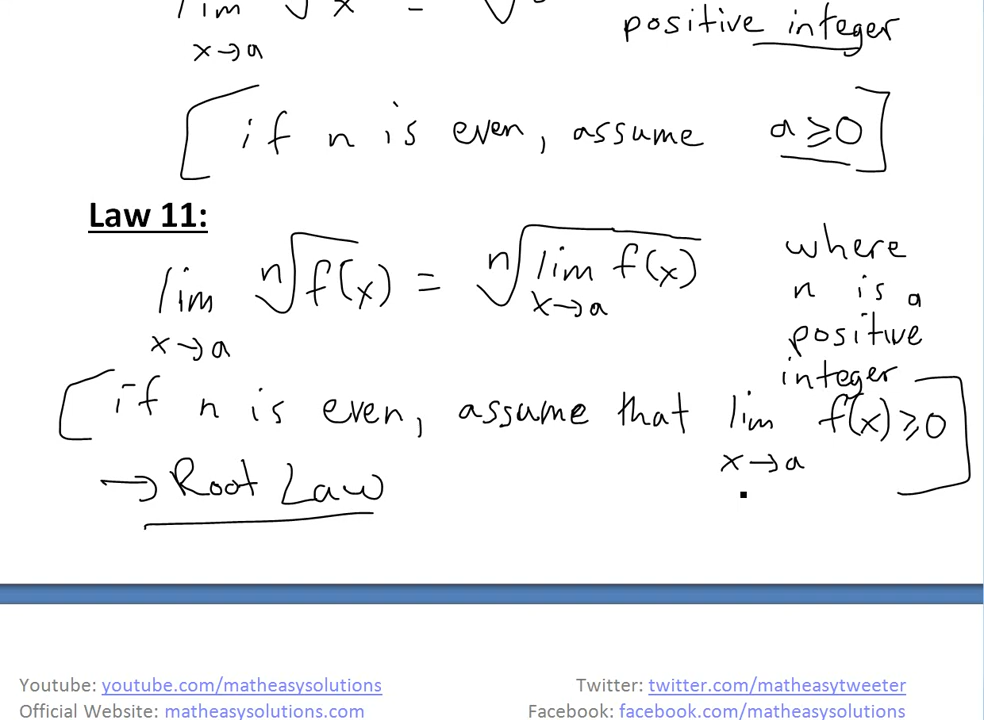 lim ⁿ√x = ⁿ√a
x→a
positive integer
[if n is even, assume a ≥ 0]
Law 11:
lim ⁿ√f(x) = ⁿ√lim f(x)
x→a x→a
where
n is a
positive
integer
[if n is even, assume that lim f(x) ≥ 0]
x→a
→ Root Law
Youtube: youtube.com/matheasysolutions
Twitter: twitter.com/matheasytweeter
Official Website: matheasysolutions.com
Facebook: facebook.com/matheasysolutions